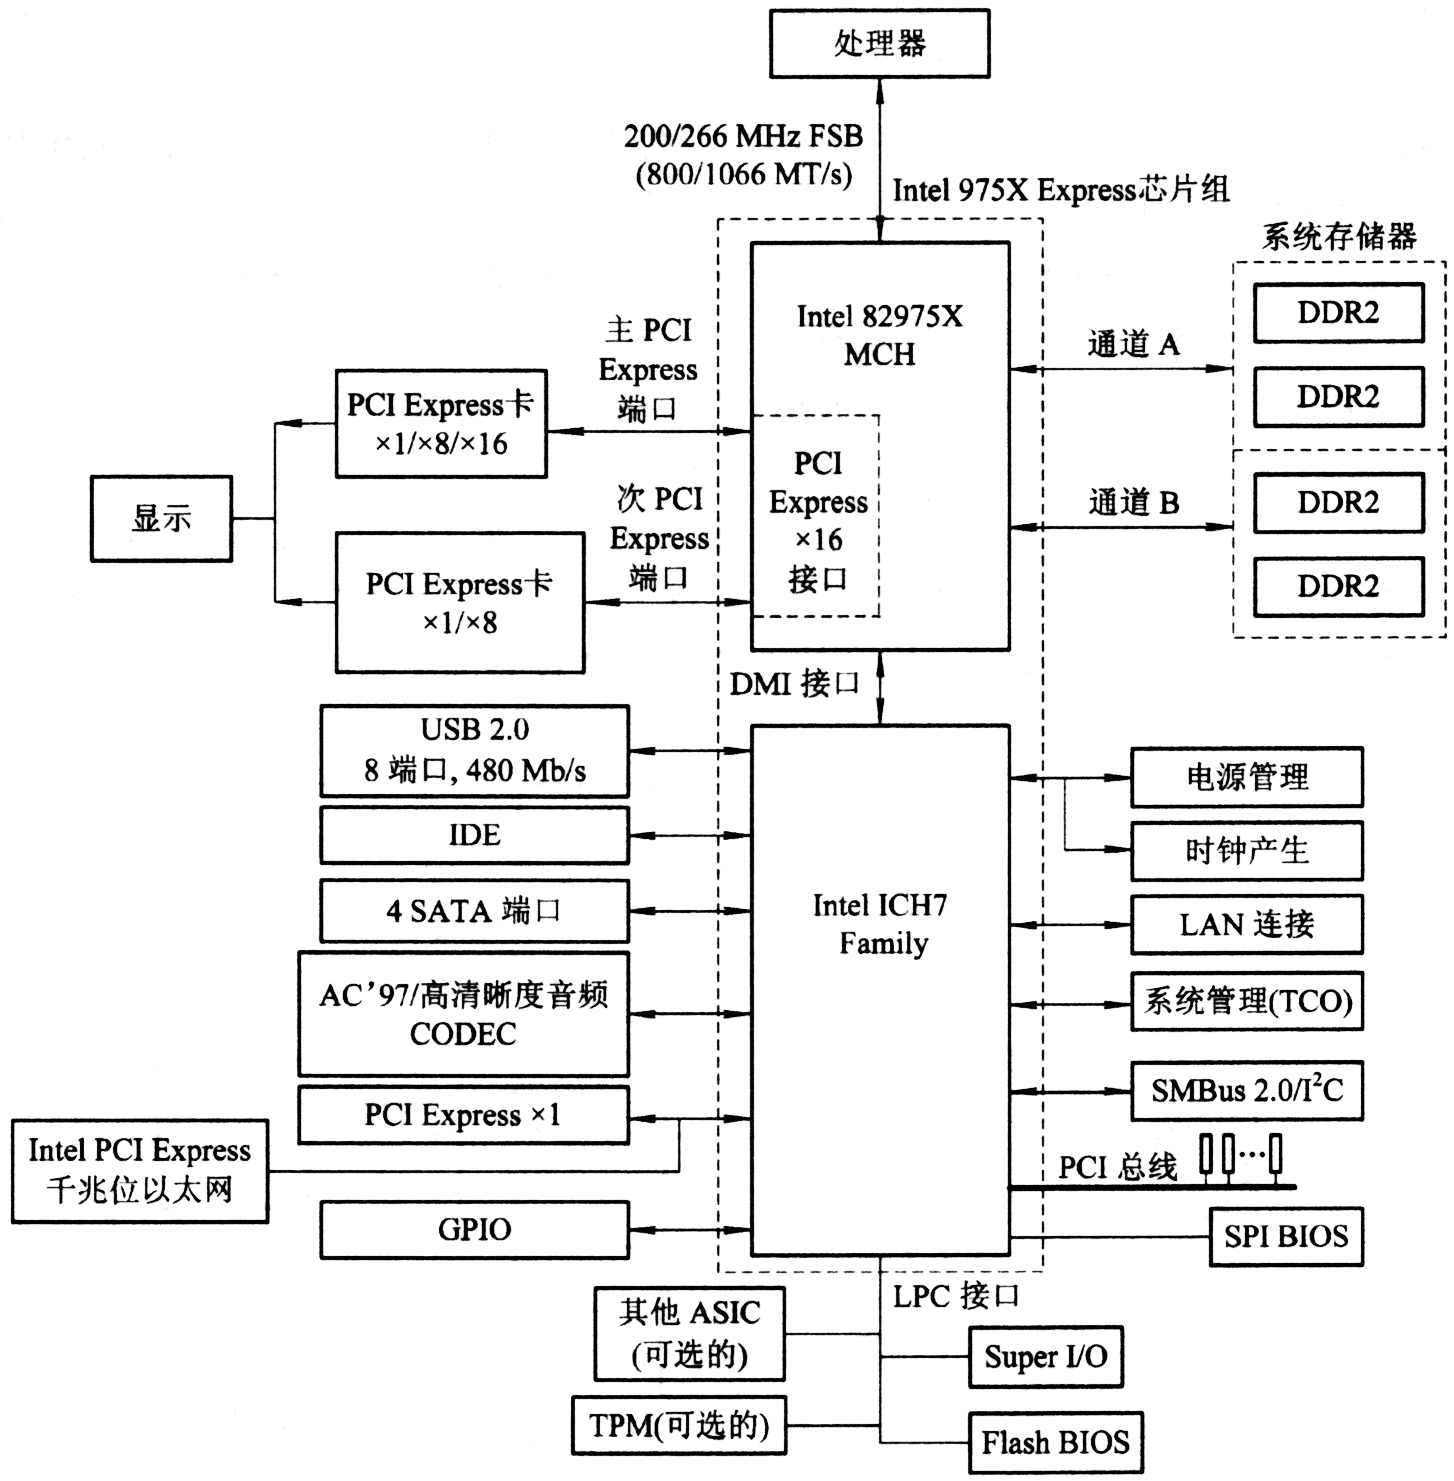 处理器
200/266 MHz FSB
(800/1066 MT/s)
Intel 975X Express芯片组
系统存储器
Intel 82975X
MCH
DDR2
DDR2
DDR2
DDR2
通道 A
通道 B
主 PCI
Express
端口
PCI Express卡
×1/×8/×16
显示
次 PCI
Express
端口
PCI Express卡
×1/×8
PCI
Express
×16
接口
DMI 接口
USB 2.0
8 端口, 480 Mb/s
IDE
4 SATA 端口
AC’97/高清晰度音频
CODEC
PCI Express ×1
Intel PCI Express
千兆位以太网
GPIO
Intel ICH7
Family
电源管理
时钟产生
LAN 连接
系统管理(TCO)
SMBus 2.0/I²C
PCI 总线
···
SPI BIOS
LPC 接口
其他 ASIC
(可选的)
Super I/O
TPM(可选的)
Flash BIOS